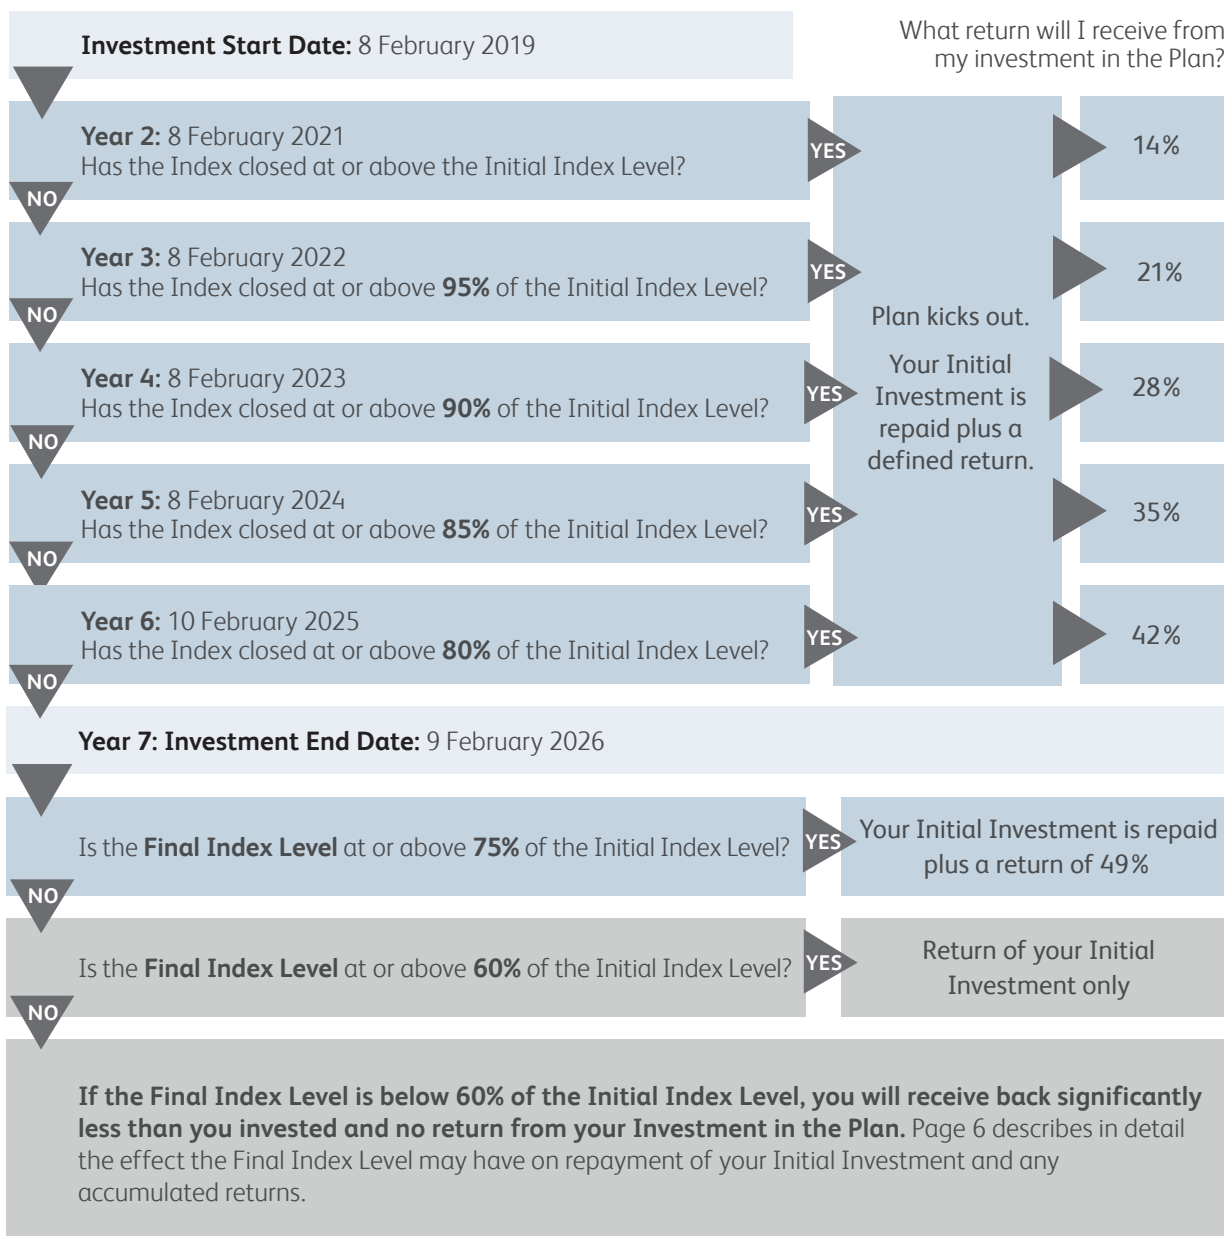 Investment Start Date: 8 February 2019
What return will I receive from
my investment in the Plan?
Year 2: 8 February 2021
Has the Index closed at or above the Initial Index Level?
YES
14%
NO
Year 3: 8 February 2022
Has the Index closed at or above 95% of the Initial Index Level?
YES
21%
NO
Plan kicks out.
Your Initial
Investment is
repaid plus a
defined return.
Year 4: 8 February 2023
Has the Index closed at or above 90% of the Initial Index Level?
YES
28%
NO
Year 5: 8 February 2024
Has the Index closed at or above 85% of the Initial Index Level?
YES
35%
NO
Year 6: 10 February 2025
Has the Index closed at or above 80% of the Initial Index Level?
YES
42%
NO
Year 7: Investment End Date: 9 February 2026
Is the Final Index Level at or above 75% of the Initial Index Level?
YES
Your Initial Investment is repaid
plus a return of 49%
NO
Is the Final Index Level at or above 60% of the Initial Index Level?
YES
Return of your Initial
Investment only
NO
If the Final Index Level is below 60% of the Initial Index Level, you will receive back significantly
less than you invested and no return from your Investment in the Plan. Page 6 describes in detail
the effect the Final Index Level may have on repayment of your Initial Investment and any
accumulated returns.